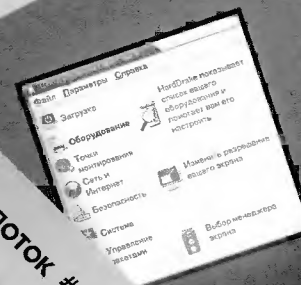 Файл Параметры Справка
Загрузка
Оборудование
Точки
монтирования
Сеть и
Интернет
Безопасность
Система
Управление
HardDrake показывает
список вашего
оборудования и
помогает вам его
настроить
Изменить разрешение
вашего экрана
Выбор менеджера
экрана
ПОТОК #